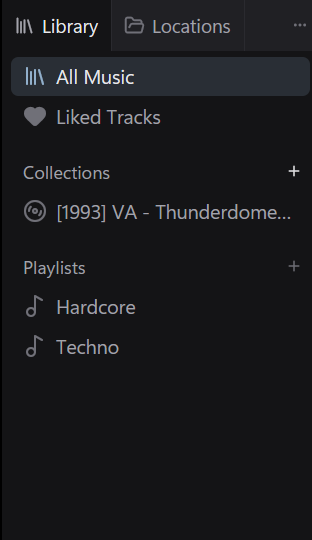 Library
Locations
All Music
Liked Tracks
Collections
[1993] VA - Thunderdome...
Playlists
Hardcore
Techno